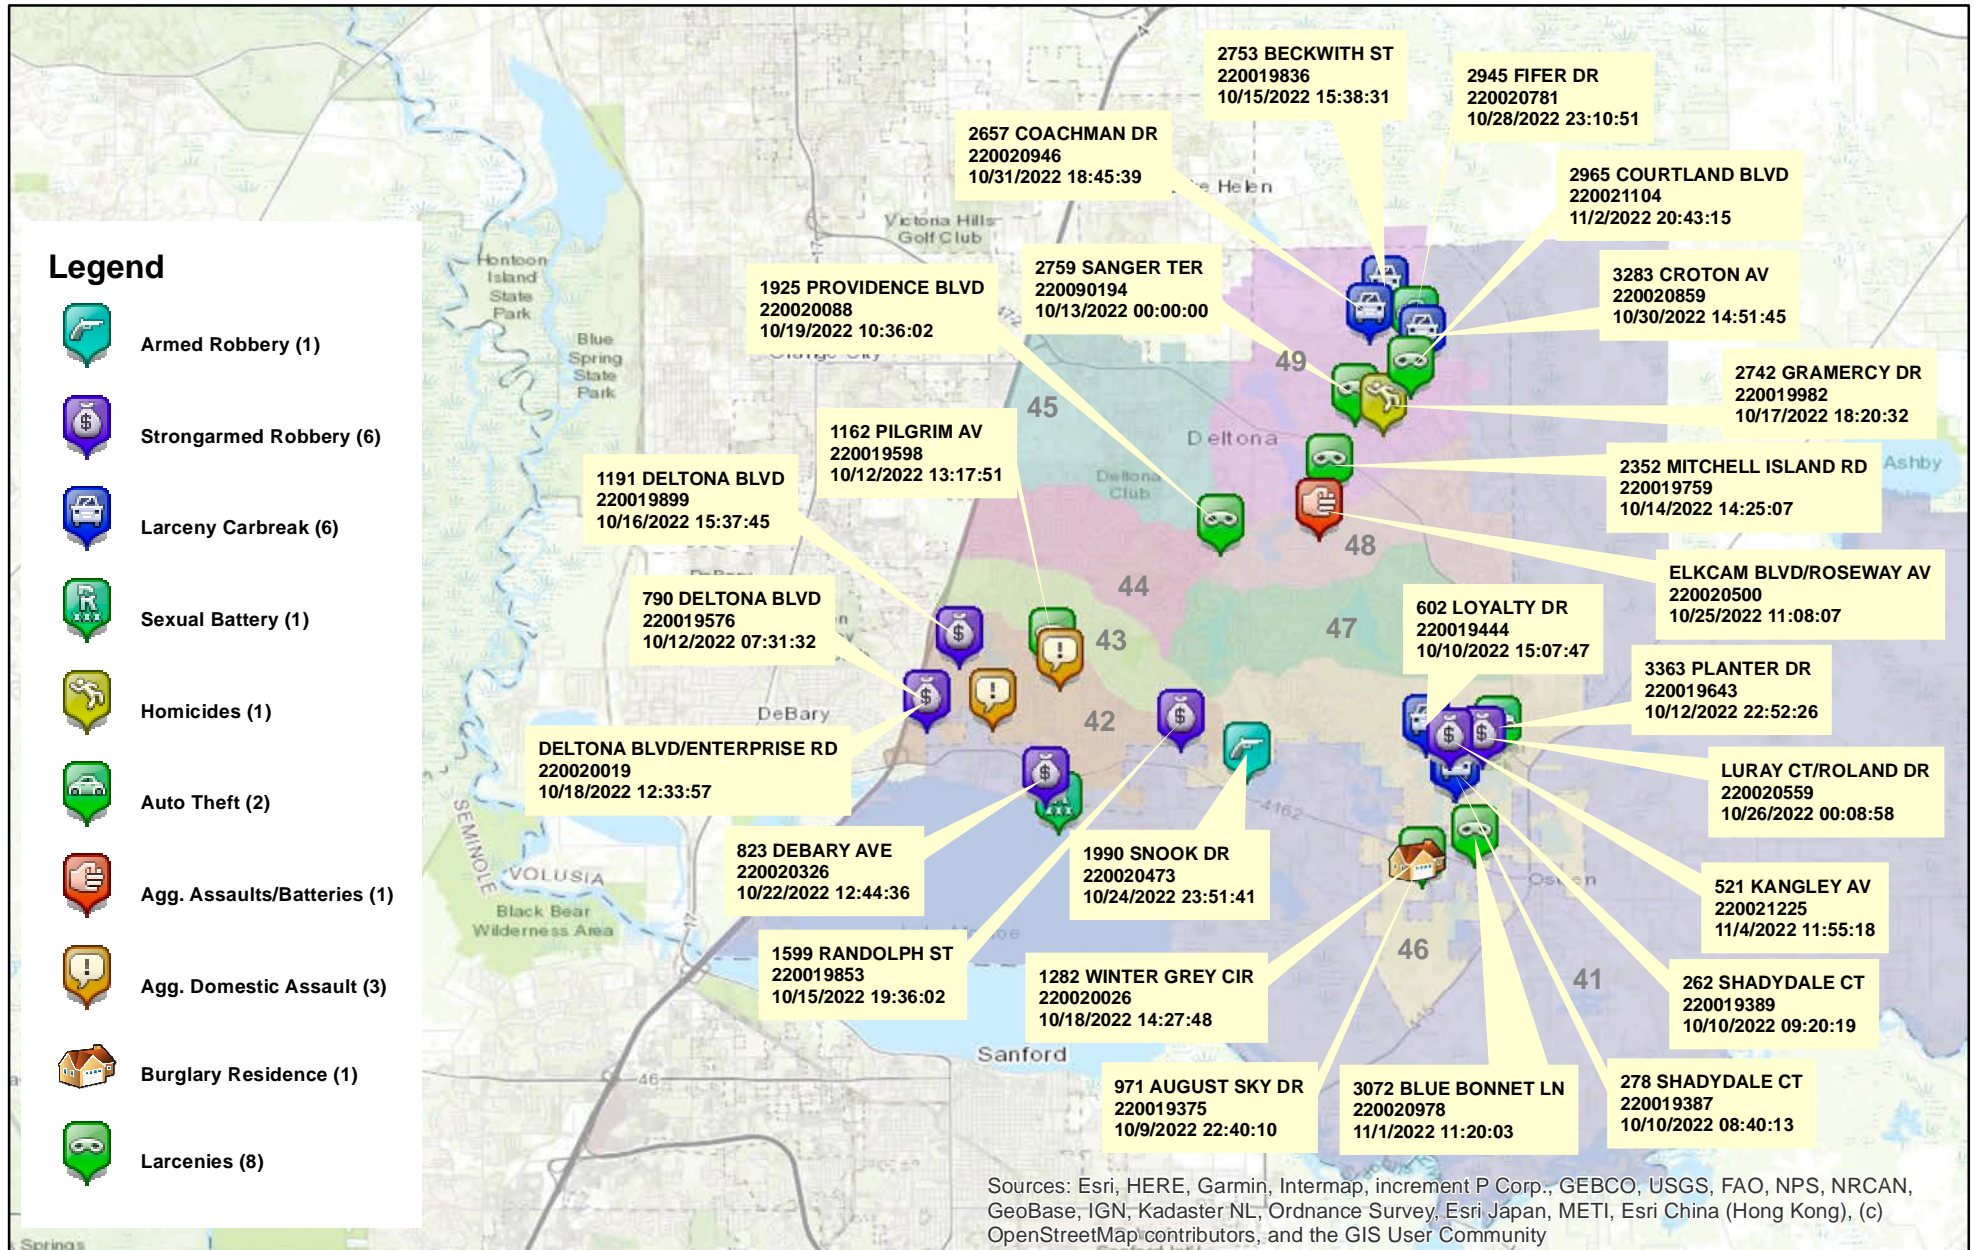 2753 BECKWITH ST
220019836
10/15/2022 15:38:31
2945 FIFER DR
220020781
10/28/2022 23:10:51
2657 COACHMAN DR
220020946
10/31/2022 18:45:39
2965 COURTLAND BLVD
220021104
11/2/2022 20:43:15
Helen
Victoria Hills
Golf Club
Legend
Armed Robbery (1)
Strongarmed Robbery (6)
Larceny Carbreak (6)
Sexual Battery (1)
Homicides (1)
Auto Theft (2)
Agg. Assaults/Batteries (1)
Agg. Domestic Assault (3)
Burglary Residence (1)
Larcenies (8)
Hontoon
Island
State
Park
Blue
Spring
State
Park
1925 PROVIDENCE BLVD
220020088
10/19/2022 10:36:02
2759 SANGER TER
220090194
10/13/2022 00:00:00
3283 CROTON AV
220020859
10/30/2022 14:51:45
472
17
4
49
45
2742 GRAMERCY DR
220019982
10/17/2022 18:20:32
1162 PILGRIM AV
220019598
10/12/2022 13:17:51
Deltona
Deltona
Club
2352 MITCHELL ISLAND RD
220019759
10/14/2022 14:25:07
Ashby
1191 DELTONA BLVD
220019899
10/16/2022 15:37:45
48
44
47
43
ELKCAM BLVD/ROSEWAY AV
220020500
10/25/2022 11:08:07
790 DELTONA BLVD
220019576
10/12/2022 07:31:32
602 LOYALTY DR
220019444
10/10/2022 15:07:47
3363 PLANTER DR
220019643
10/12/2022 22:52:26
DeBary
42
DELTONA BLVD/ENTERPRISE RD
220020019
10/18/2022 12:33:57
LURAY CT/ROLAND DR
220020559
10/26/2022 00:08:58
4162
SEMINOLE
VOLUSIA
823 DEBARY AVE
220020326
10/22/2022 12:44:36
1990 SNOOK DR
220020473
10/24/2022 23:51:41
Osteen
521 KANGLEY AV
220021225
11/4/2022 11:55:18
Black Bear
Wilderness Area
17
1599 RANDOLPH ST
220019853
10/15/2022 19:36:02
1282 WINTER GREY CIR
220020026
10/18/2022 14:27:48
46
41
262 SHADYDALE CT
220019389
10/10/2022 09:20:19
415
Sanford
46
971 AUGUST SKY DR
220019375
10/9/2022 22:40:10
3072 BLUE BONNET LN
220020978
11/1/2022 11:20:03
278 SHADYDALE CT
220019387
10/10/2022 08:40:13
Sources: Esri, HERE, Garmin, Intermap, increment P Corp., GEBCO, USGS, FAO, NPS, NRCAN,
GeoBase, IGN, Kadaster NL, Ordnance Survey, Esri Japan, METI, Esri China (Hong Kong), (c)
OpenStreetMap contributors, and the GIS User Community
Springs